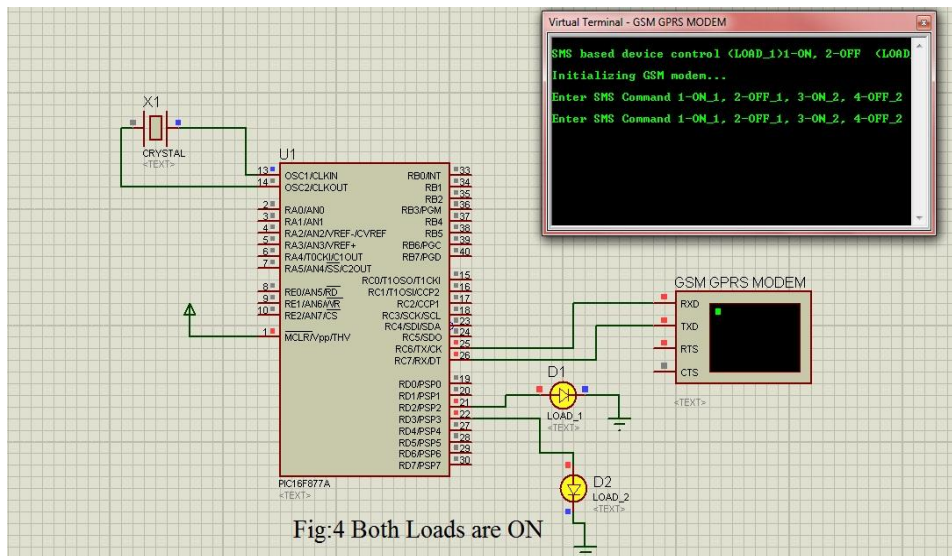 Virtual Terminal - GSM GPRS MODEM
SMS based device control (LOAD_1)1-ON, 2-OFF (LOAD
Initializing GSM modem...
Enter SMS Command 1-ON_1, 2-OFF_1, 3-ON_2, 4-OFF_2
Enter SMS Command 1-ON_1, 2-OFF_1, 3-ON_2, 4-OFF_2
X1
CRYSTAL
<TEXT>
U1
13 OSC1/CLKIN
14 OSC2/CLKOUT
2 RA0/AN0
3 RA1/AN1
4 RA2/AN2/VREF-/CVREF
5 RA3/AN3/VREF+
6 RA4/T0CKI/C1OUT
7 RA5/AN4/SS/C2OUT
8 RE0/AN5/RD
9 RE1/AN6/WR
10 RE2/AN7/CS
1 MCLR/Vpp/THV
RB0/INT 33
RB1 34
RB2 35
RB3/PGM 36
RB4 37
RB5 38
RB6/PGC 39
RB7/PGD 40
RC0/T1OSO/T1CKI 15
RC1/T1OSI/CCP2 16
RC2/CCP1 17
RC3/SCK/SCL 18
RC4/SDI/SDA 23
RC5/SDO 24
RC6/TX/CK 25
RC7/RX/DT 26
RD0/PSP0 19
RD1/PSP1 20
RD2/PSP2 21
RD3/PSP3 22
RD4/PSP4 27
RD5/PSP5 28
RD6/PSP6 29
RD7/PSP7 30
PIC16F877A
<TEXT>
GSM GPRS MODEM
RXD
TXD
RTS
CTS
<TEXT>
D1
LOAD_1
<TEXT>
D2
LOAD_2
<TEXT>
Fig:4 Both Loads are ON